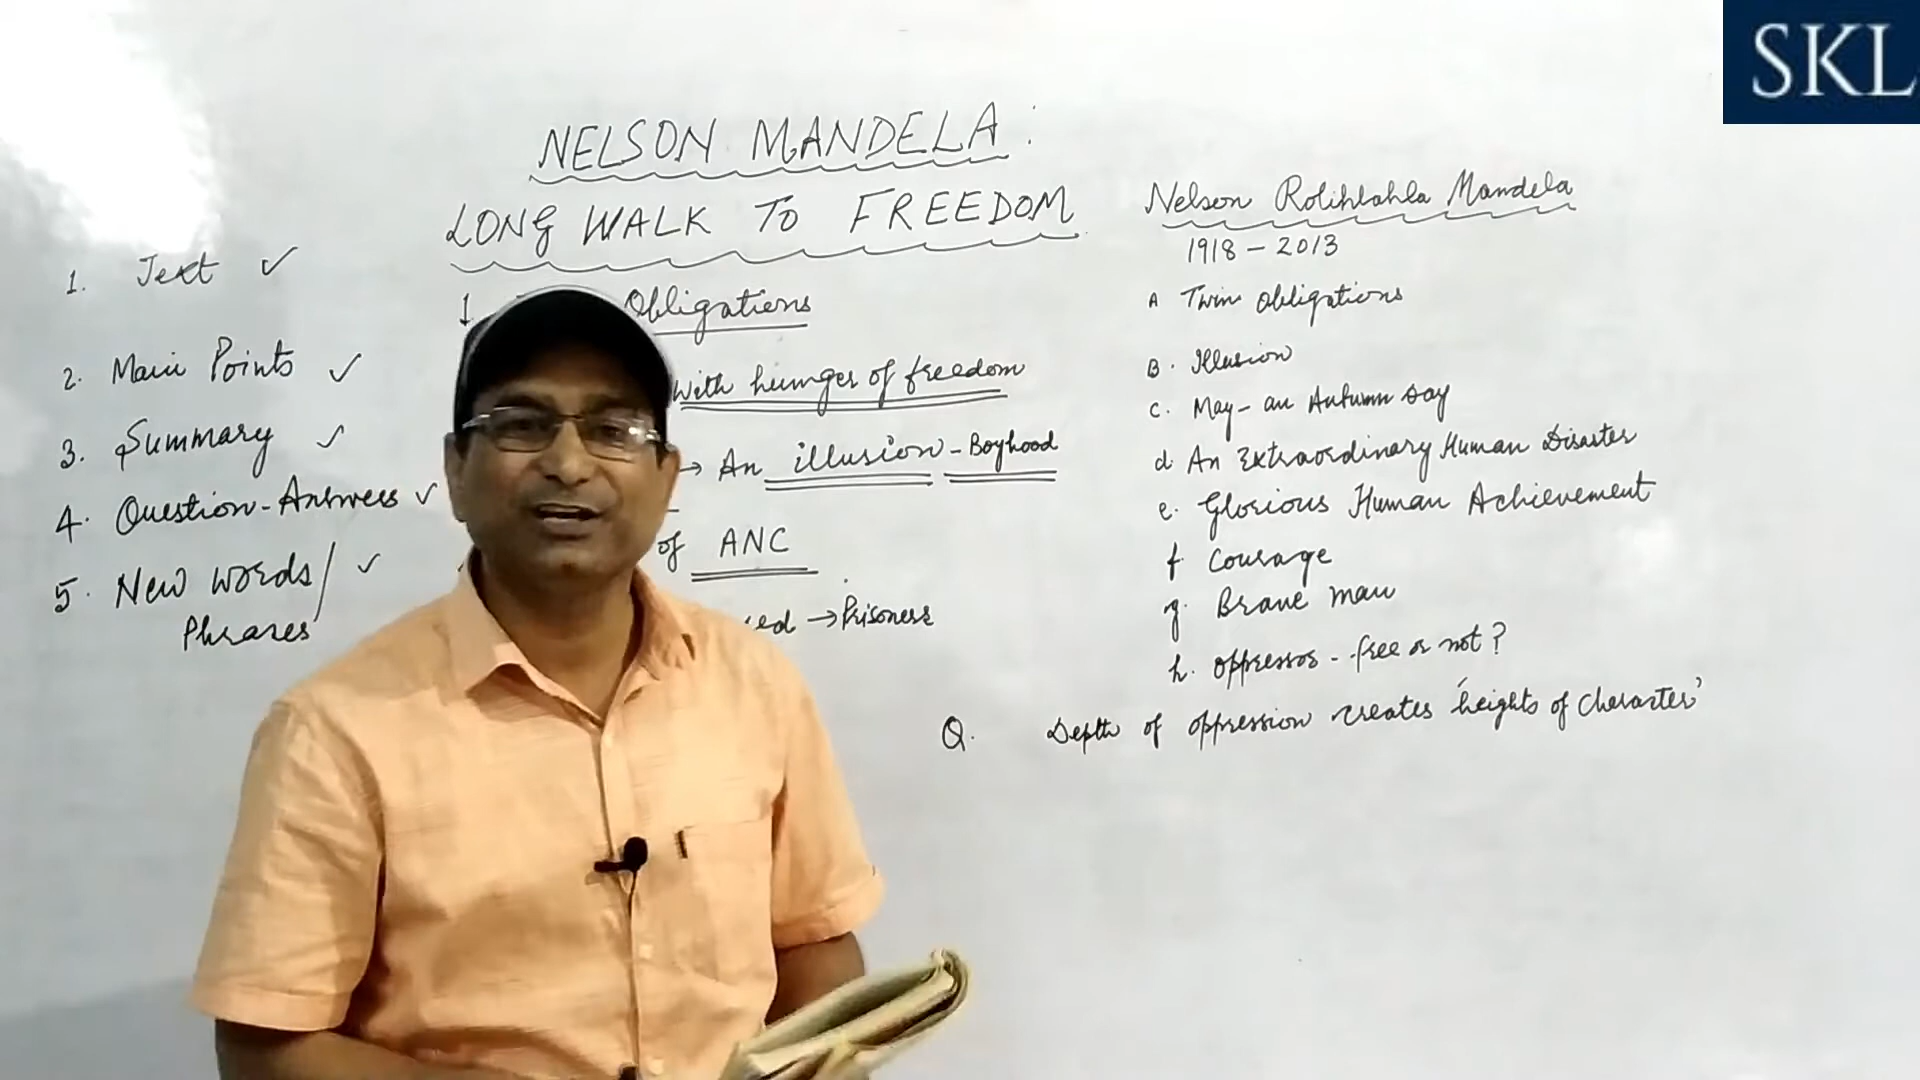 SKL
NELSON MANDELA :
LONG WALK TO FREEDOM
1. Text ✓
2. Main Points ✓
3. Summary ✓
4. Question-Answers ✓
5. New words/ ✓
Phrases
1. Obligations
With hunger of freedom
→ An illusion - Boyhood
of ANC
→ Prisoners
Nelson Rolihlahla Mandela
1918 - 2013
A Twin obligations
B. Illusion
C. May - an Autumn Day
d. An Extraordinary Human Disaster
e. Glorious Human Achievement
f Courage
g. Brave man
h. oppressor - free or not?
Q. Depth of oppression creates 'heights of character'